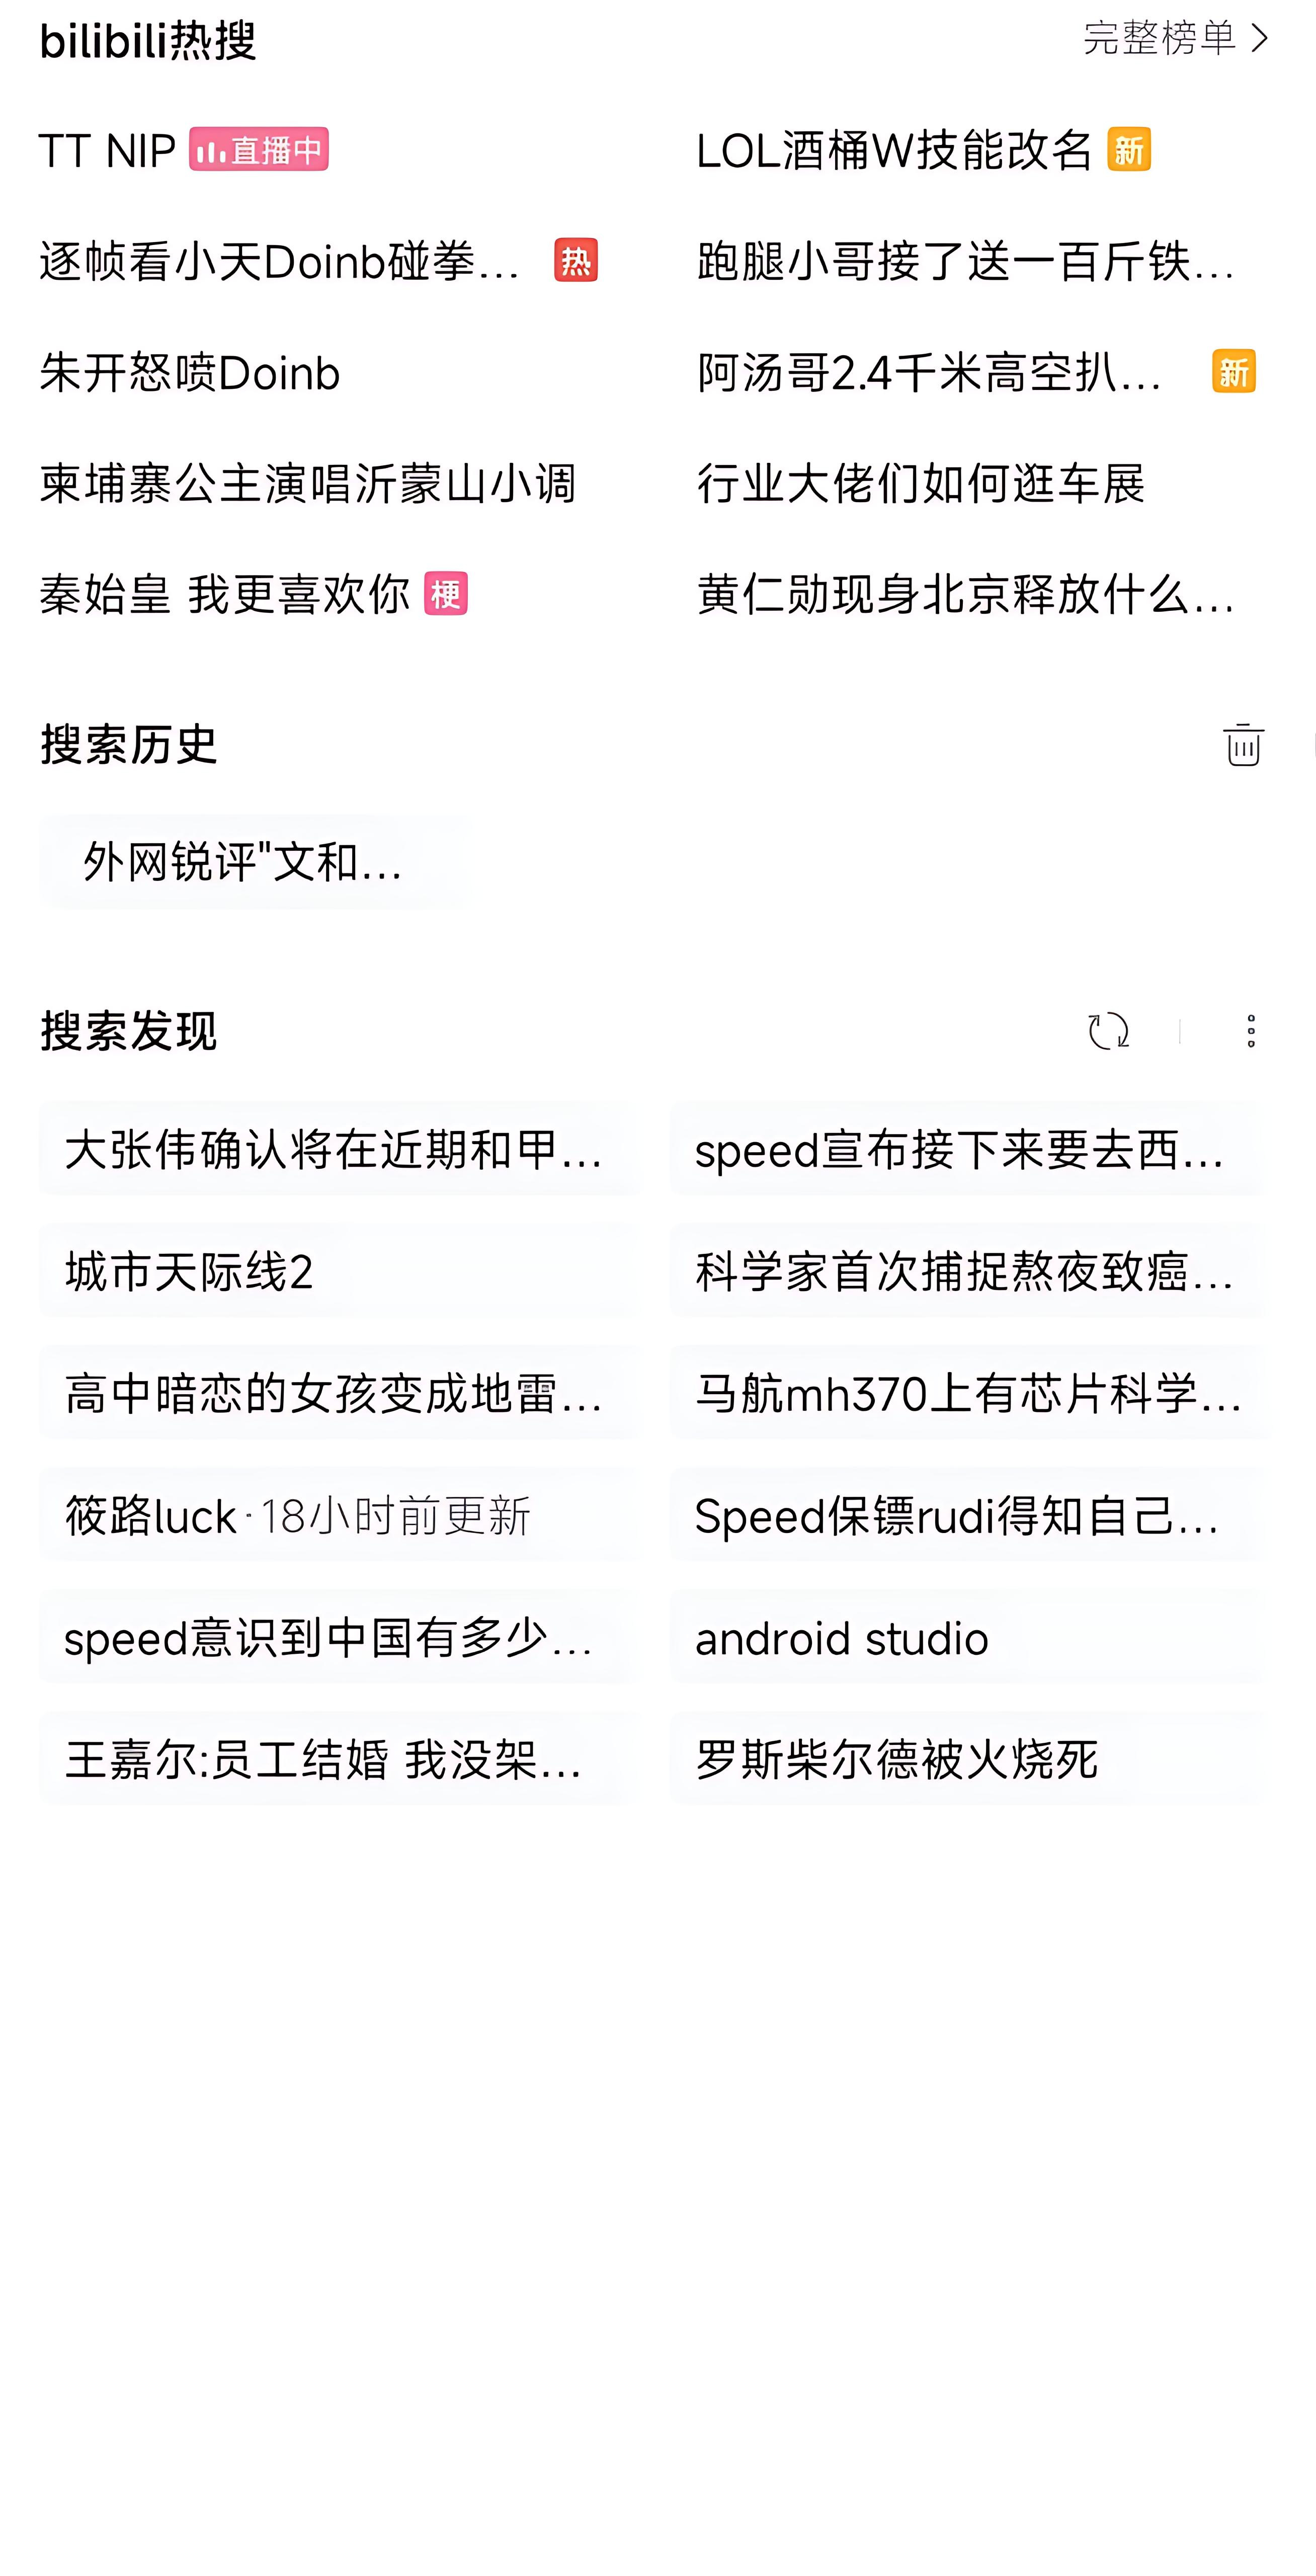 bilibili热搜 完整榜单
TT NIP 直播中 LOL酒桶W技能改名 新
逐帧看小天Doinb碰拳... 热 跑腿小哥接了送一百斤铁...
朱开怒喷Doinb 阿汤哥2.4千米高空扒... 新
柬埔寨公主演唱沂蒙山小调 行业大佬们如何逛车展
秦始皇 我更喜欢你 梗 黄仁勋现身北京释放什么...
搜索历史
外网锐评"文和...
搜索发现
大张伟确认将在近期和甲... speed宣布接下来要去西...
城市天际线2 科学家首次捕捉熬夜致癌...
高中暗恋的女孩变成地雷... 马航mh370上有芯片科学...
筱路luck·18小时前更新 Speed保镖rudi得知自己...
speed意识到中国有多少... android studio
王嘉尔:员工结婚 我没架... 罗斯柴尔德被火烧死